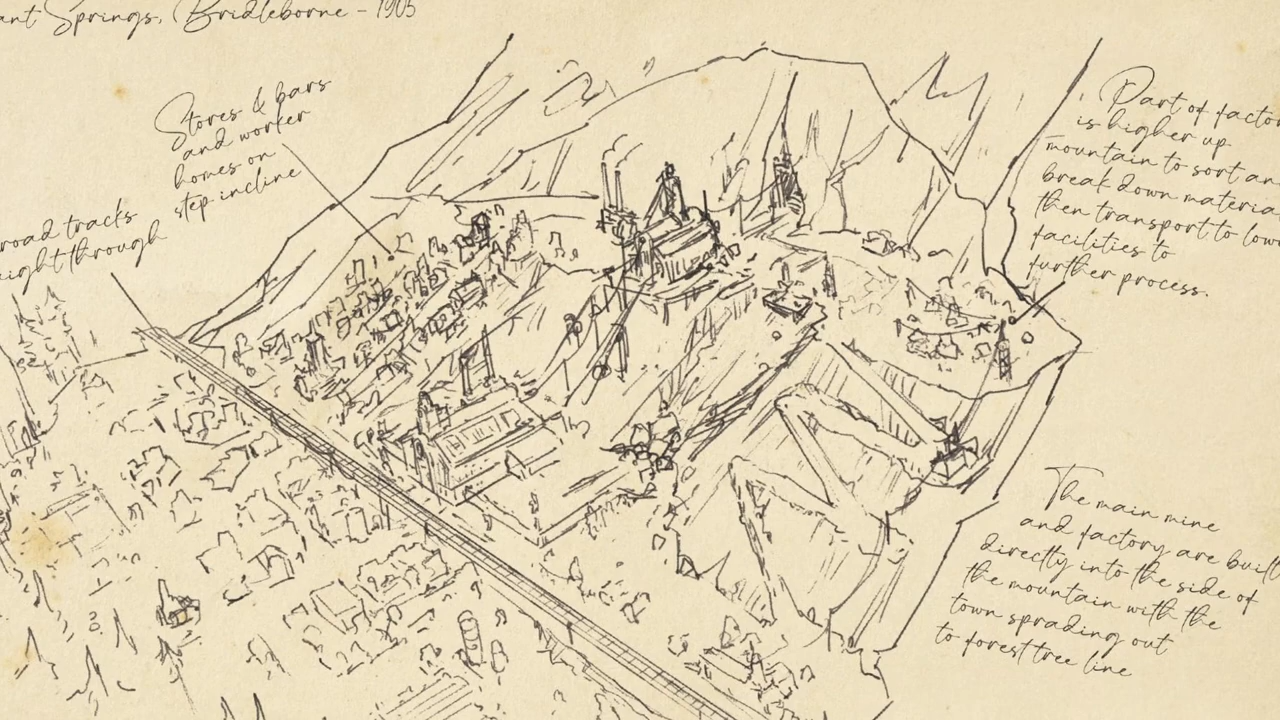 ant Springs, Bridleborne - 1905
Stores & bars
and worker
homes on
step incline
road tracks
eight through
Part of factor
is higher up
mountain to sort an
break down materia
then transport to low
facilities to
further process.
The main mine
and factory are built
directly into the side of
the mountain with the
town sprading out
to forest tree line